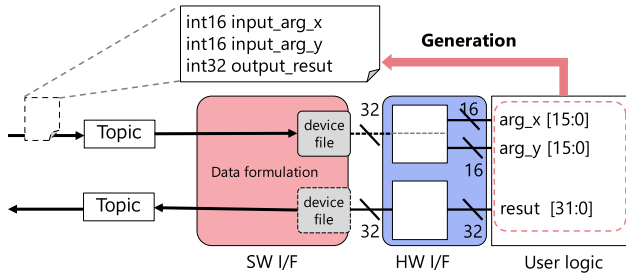 int16 input_arg_x
int16 input_arg_y
int32 output_resut
Generation
Topic
device
file
32
16
arg_x [15:0]
arg_y [15:0]
16
Data formulation
Topic
device
file
32
32
resut [31:0]
SW I/F
HW I/F
User logic